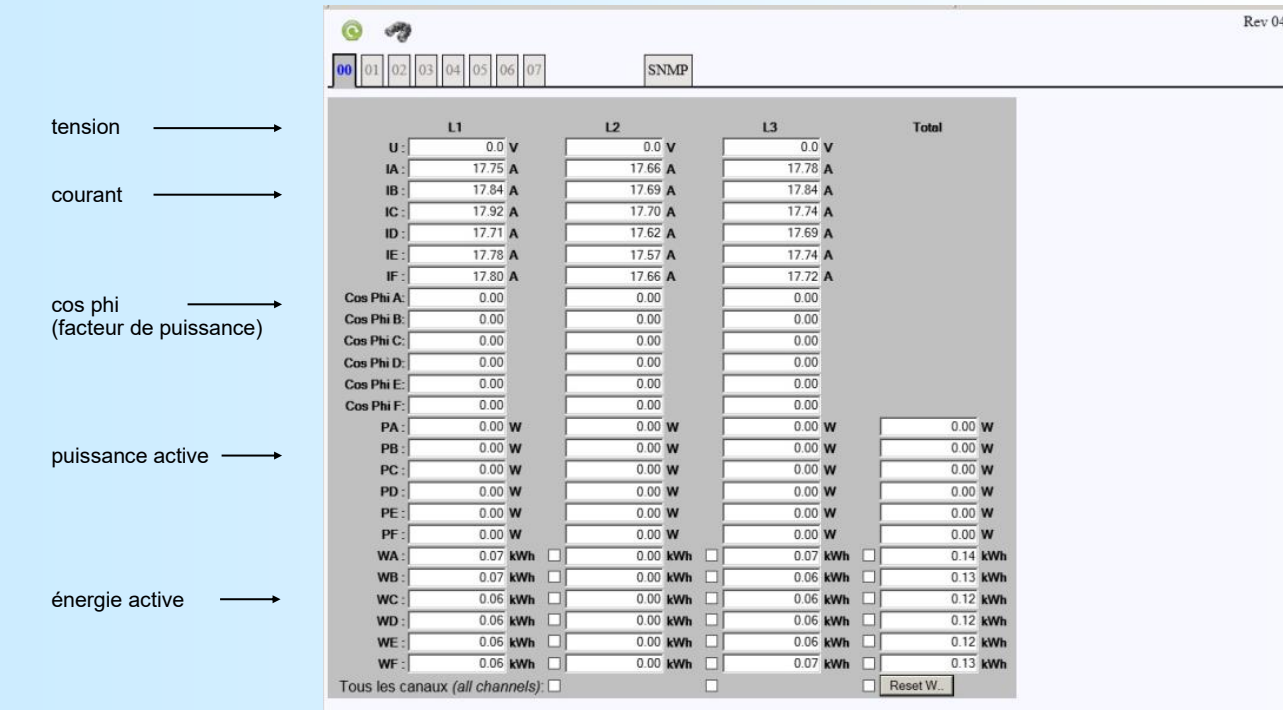 Rev 04
00 01 02 03 04 05 06 07 SNMP
tension
L1 L2 L3 Total
U : 0.0 V 0.0 V 0.0 V
IA : 17.75 A 17.66 A 17.78 A
courant
IB : 17.84 A 17.69 A 17.84 A
IC : 17.92 A 17.70 A 17.74 A
ID : 17.71 A 17.62 A 17.69 A
IE : 17.78 A 17.57 A 17.74 A
IF : 17.80 A 17.66 A 17.72 A
cos phi
(facteur de puissance)
Cos Phi A: 0.00 0.00 0.00
Cos Phi B: 0.00 0.00 0.00
Cos Phi C: 0.00 0.00 0.00
Cos Phi D: 0.00 0.00 0.00
Cos Phi E: 0.00 0.00 0.00
Cos Phi F: 0.00 0.00 0.00
PA : 0.00 W 0.00 W 0.00 W 0.00 W
puissance active
PB : 0.00 W 0.00 W 0.00 W 0.00 W
PC : 0.00 W 0.00 W 0.00 W 0.00 W
PD : 0.00 W 0.00 W 0.00 W 0.00 W
PE : 0.00 W 0.00 W 0.00 W 0.00 W
PF : 0.00 W 0.00 W 0.00 W 0.00 W
WA : 0.07 kWh 0.00 kWh 0.07 kWh 0.14 kWh
WB : 0.07 kWh 0.00 kWh 0.06 kWh 0.13 kWh
énergie active
WC : 0.06 kWh 0.00 kWh 0.06 kWh 0.12 kWh
WD : 0.06 kWh 0.00 kWh 0.06 kWh 0.12 kWh
WE : 0.06 kWh 0.00 kWh 0.06 kWh 0.12 kWh
WF : 0.06 kWh 0.00 kWh 0.07 kWh 0.13 kWh
Tous les canaux (all channels): Reset W..